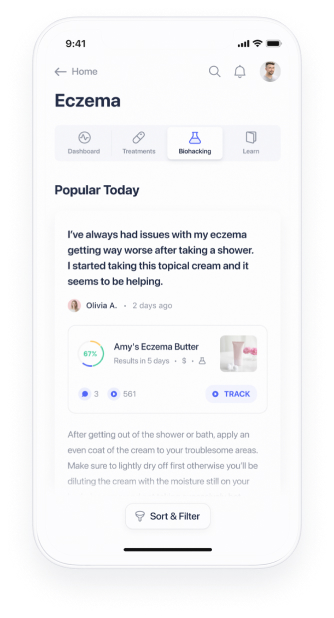 9:41
Home
Eczema
Dashboard Treatments Biohacking Learn
Popular Today
I've always had issues with my eczema
getting way worse after taking a shower.
I started taking this topical cream and it
seems to be helping.
Olivia A. • 2 days ago
67%
Amy's Eczema Butter
Results in 5 days • $ •
3 561 TRACK
After getting out of the shower or bath, apply an
even coat of the cream to your troublesome areas.
Make sure to lightly dry off first otherwise you'll be
diluting the cream with the moisture still on your
Sort & Filter